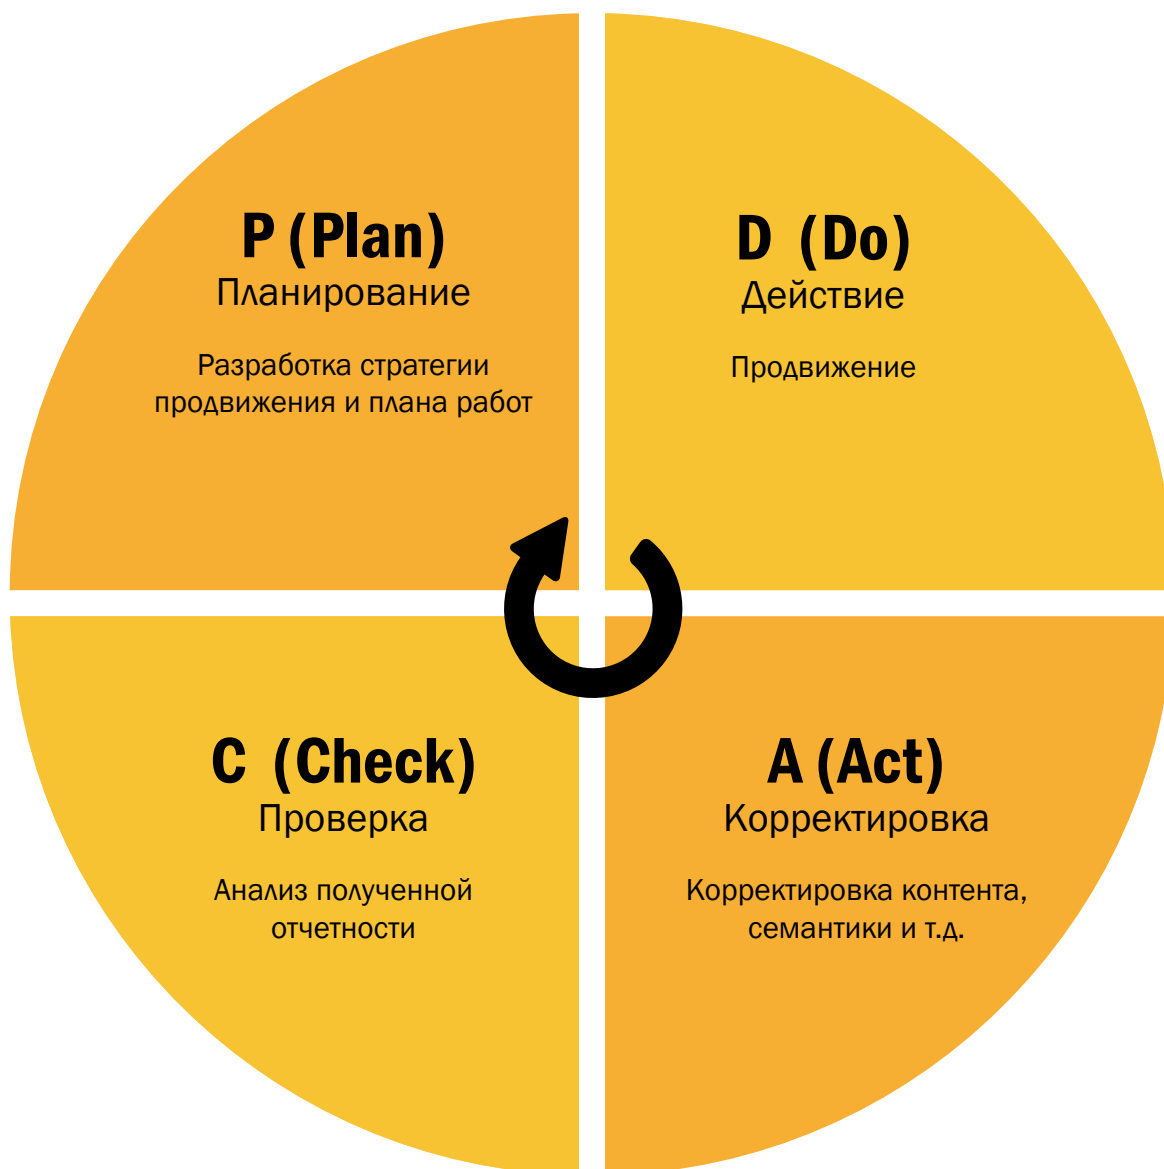 P (Plan)
Планирование
Разработка стратегии
продвижения и плана работ
D (Do)
Действие
Продвижение
C (Check)
Проверка
Анализ полученной
отчетности
A (Act)
Корректировка
Корректировка контента,
семантики и т.д.